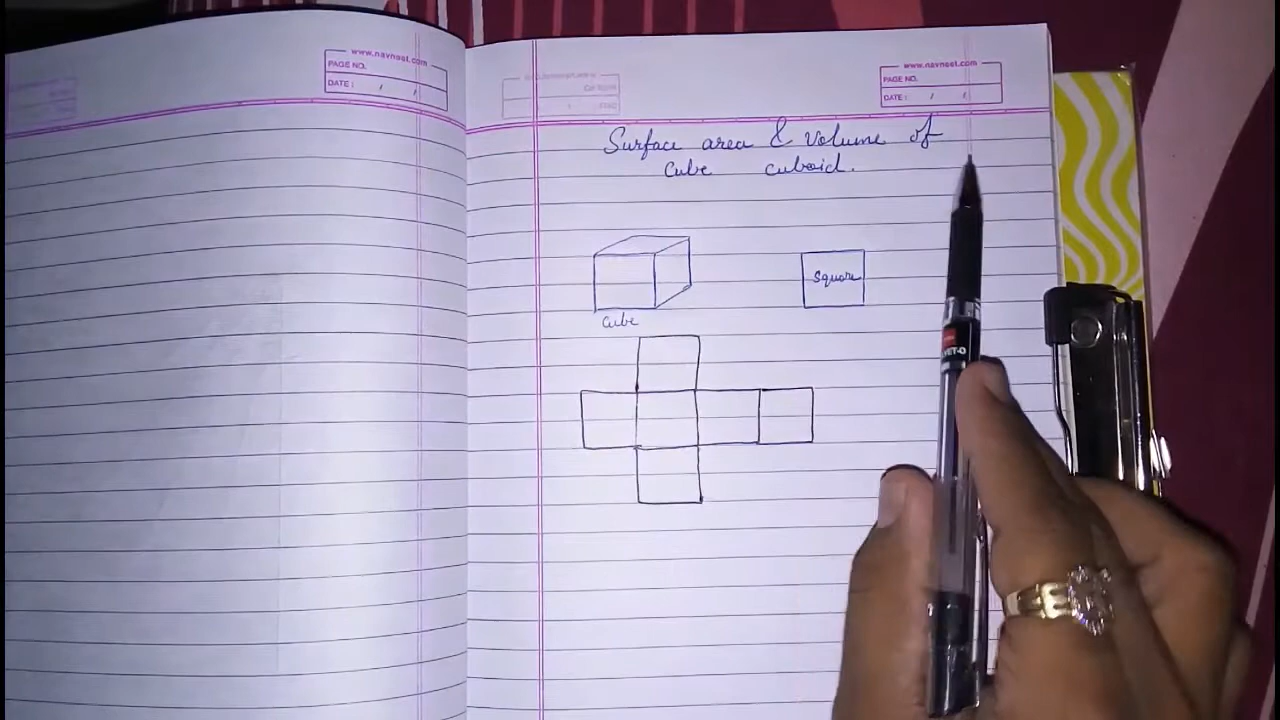 www.navneet.com
PAGE NO.
DATE : / /
www.navneet.com
PAGE NO.
DATE : / /
Surface area & Volume of
Cube cuboid.
Square
Cube